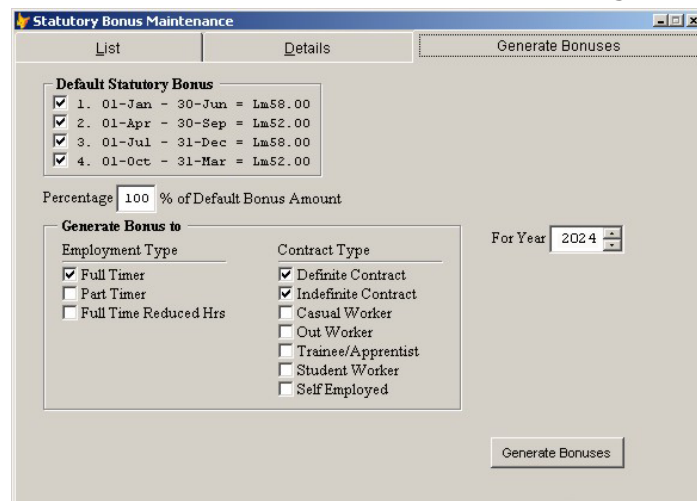 Statutory Bonus Maintenance
List Details Generate Bonuses
Default Statutory Bonus
1. 01-Jan - 30-Jun = Lm58.00
2. 01-Apr - 30-Sep = Lm52.00
3. 01-Jul - 31-Dec = Lm58.00
4. 01-Oct - 31-Mar = Lm52.00
Percentage 100 % of Default Bonus Amount
Generate Bonus to
For Year 2024
Employment Type
Full Timer
Part Timer
Full Time Reduced Hrs
Contract Type
Definite Contract
Indefinite Contract
Casual Worker
Out Worker
Trainee/Apprentist
Student Worker
Self Employed
Generate Bonuses